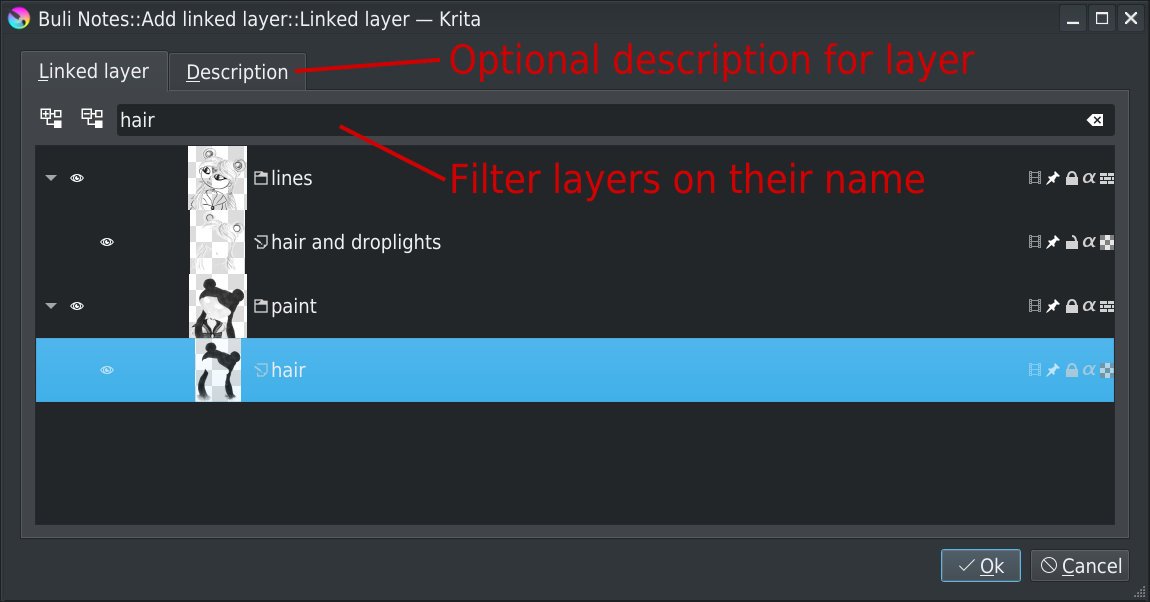 Buli Notes::Add linked layer::Linked layer — Krita
Linked layer
Description
Optional description for layer
hair
Filter layers on their name
lines
α
hair and droplights
α
paint
α
hair
α
Ok
Cancel